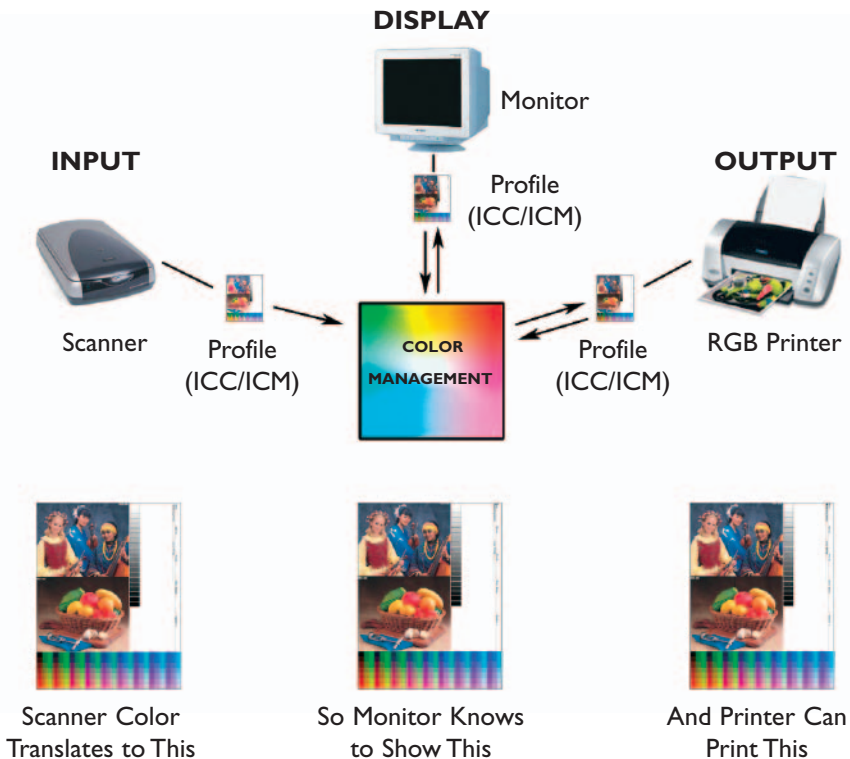 DISPLAY
Monitor
INPUT
OUTPUT
Profile
(ICC/ICM)
Scanner
Profile
(ICC/ICM)
COLOR
MANAGEMENT
Profile
(ICC/ICM)
RGB Printer
Scanner Color
Translates to This
So Monitor Knows
to Show This
And Printer Can
Print This